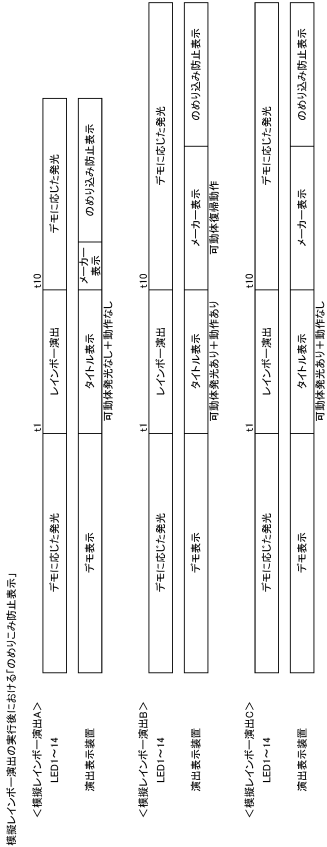 模擬レインボー演出の実行後における「のめりこみ防止表示」
＜模擬レインボー演出A＞
t1
t10
LED1～14
デモに応じた発光
レインボー演出
デモに応じた発光
演出表示装置
デモ表示
タイトル表示
メーカー
表示
のめり込み防止表示
可動体発光なし＋動作なし
＜模擬レインボー演出B＞
t1
t10
LED1～14
デモに応じた発光
レインボー演出
デモに応じた発光
演出表示装置
デモ表示
タイトル表示
メーカー表示
のめり込み防止表示
可動体発光あり＋動作あり
可動体復帰動作
＜模擬レインボー演出C＞
t1
t10
LED1～14
デモに応じた発光
レインボー演出
デモに応じた発光
演出表示装置
デモ表示
タイトル表示
メーカー表示
のめり込み防止表示
可動体発光あり＋動作なし